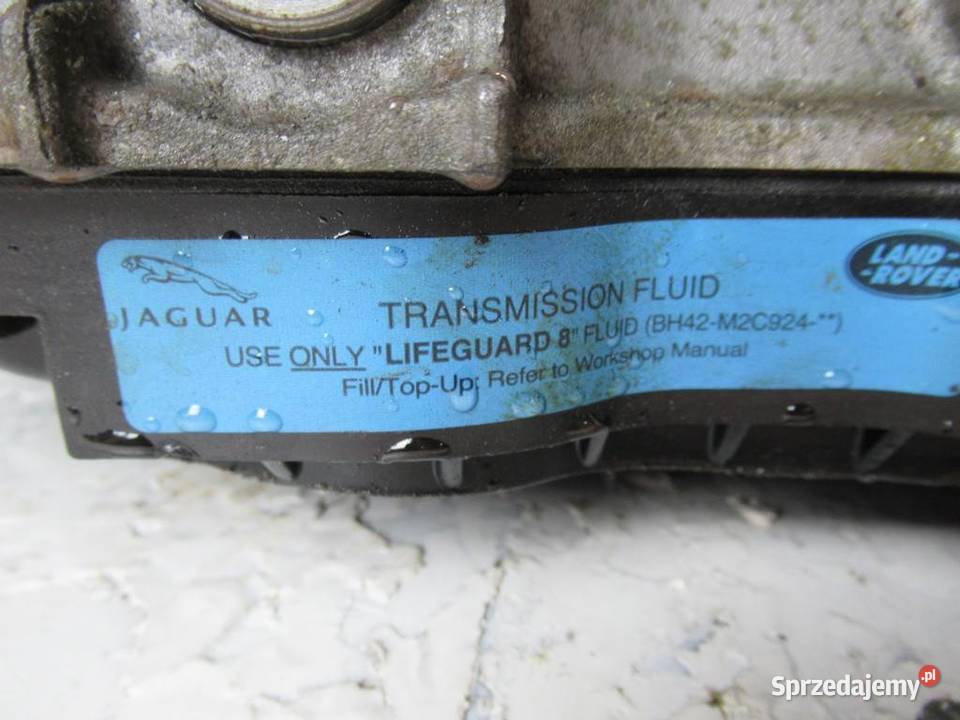 JAGUAR
LAND-
-ROVER
TRANSMISSION FLUID
USE ONLY "LIFEGUARD 8" FLUID (BH42-M2C924-**)
Fill/Top-Up: Refer to Workshop Manual
Sprzedajemy.pl